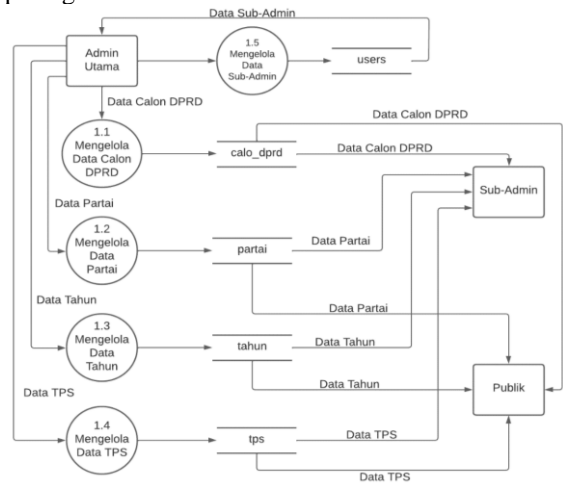 Data Sub-Admin
Admin
Utama
1.5
Mengelola
Data
Sub-Admin
users
Data Calon DPRD
Data Calon DPRD
1.1
Mengelola
Data Calon
DPRD
calo_dprd
Data Calon DPRD
Sub-Admin
Data Partai
1.2
Mengelola
Data
Partai
partai
Data Partai
Data Partai
Data Tahun
1.3
Mengelola
Data
Tahun
tahun
Data Tahun
Data Tahun
Publik
Data TPS
1.4
Mengelola
Data TPS
tps
Data TPS
Data TPS